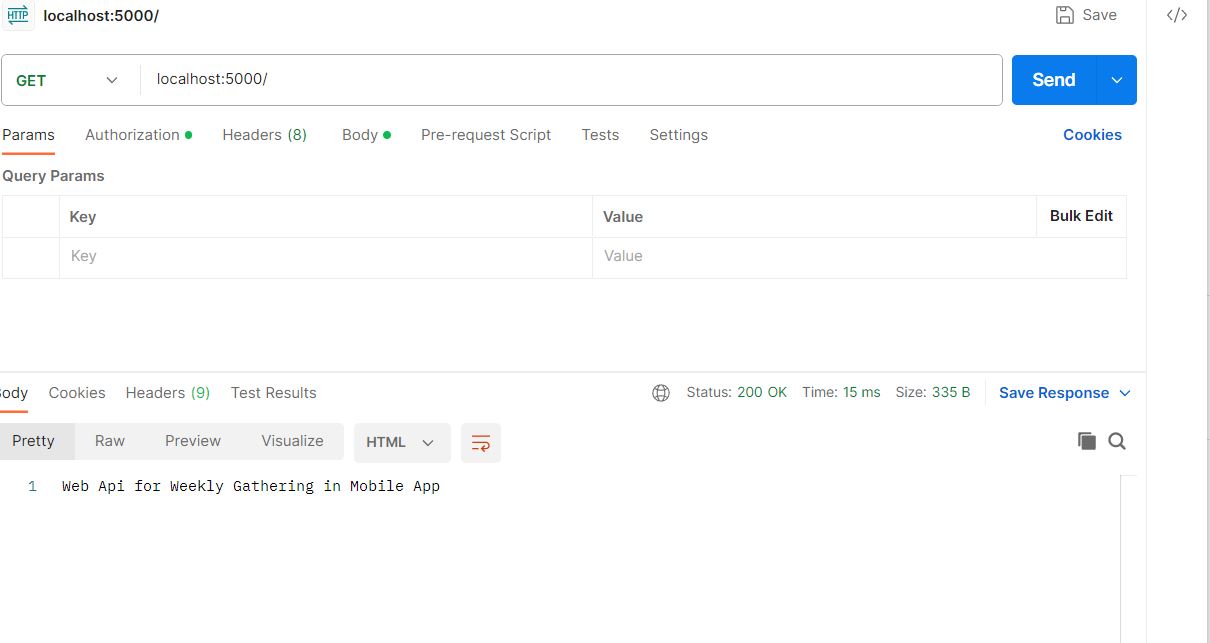 HTTP localhost:5000/ Save </>
GET localhost:5000/ Send
Params Authorization Headers (8) Body Pre-request Script Tests Settings Cookies
Query Params
Key Value Bulk Edit
Key Value
Body Cookies Headers (9) Test Results Status: 200 OK Time: 15 ms Size: 335 B Save Response
Pretty Raw Preview Visualize HTML
1 Web Api for Weekly Gathering in Mobile App